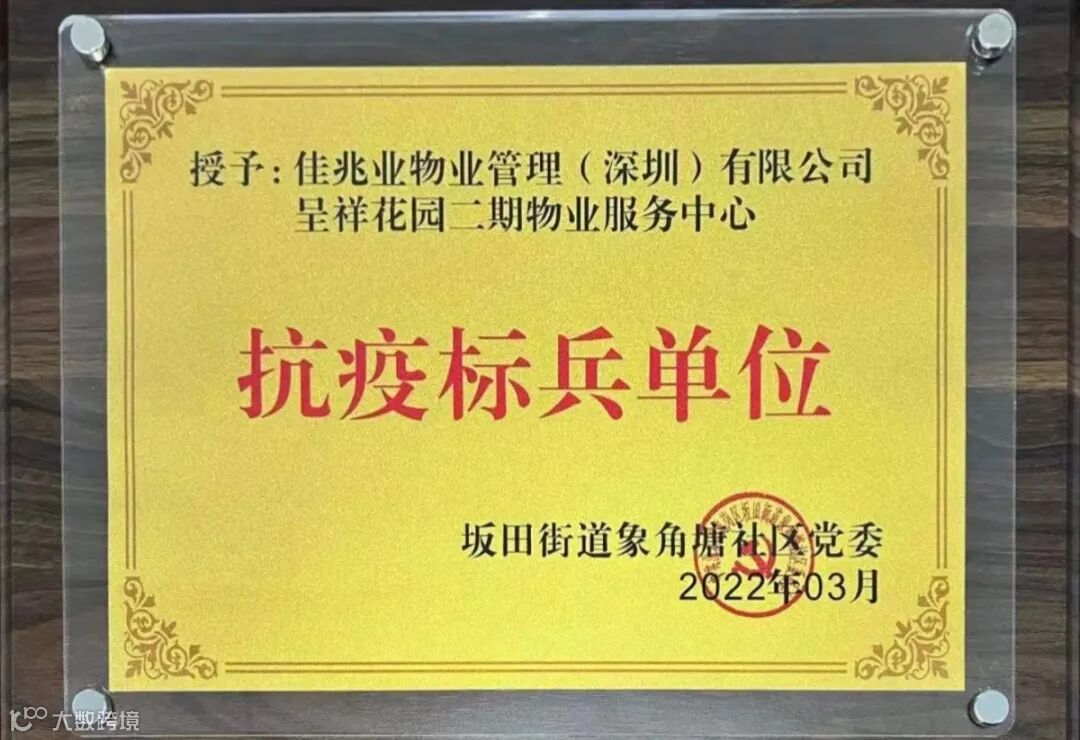 授予：佳兆业物业管理（深圳）有限公司
呈祥花园二期物业服务中心
抗疫标兵单位
坂田街道象角塘社区党委
2022年03月
大数跨境